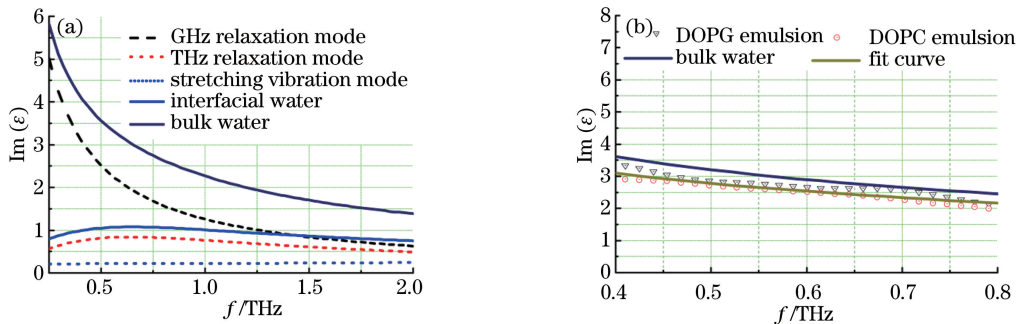 (a)
GHz relaxation mode
THz relaxation mode
stretching vibration mode
interfacial water
bulk water
Im (ε)
6
5
4
3
2
1
0
0.5
1.0
1.5
2.0
f/THz
(b)
DOPG emulsion
DOPC emulsion
bulk water
fit curve
Im (ε)
8
7
6
5
4
3
2
1
0
0.4
0.5
0.6
0.7
0.8
f/THz